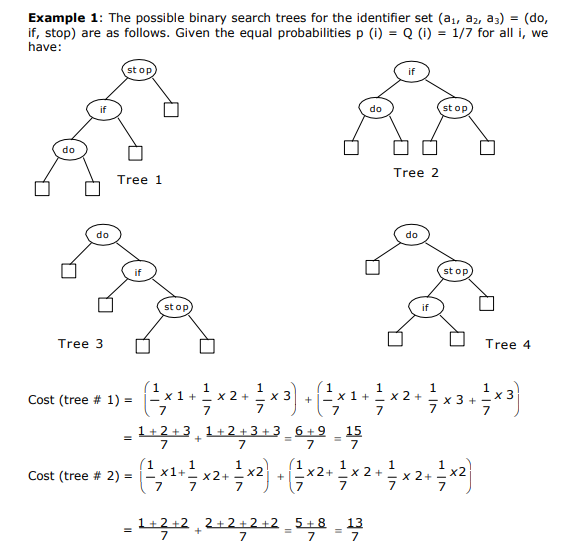 Example 1: The possible binary search trees for the identifier set (a₁, a₂, a₃) = (do,
if, stop) are as follows. Given the equal probabilities p (i) = Q (i) = 1/7 for all i, we
have:
stop
if
do
Tree 1
if
do stop
Tree 2
do
if
stop
Tree 3
do
stop
if
Tree 4
Cost (tree # 1) = (1/7 x 1 + 1/7 x 2 + 1/7 x 3) + (1/7 x 1 + 1/7 x 2 + 1/7 x 3 + 1/7 x 3)
= 1 + 2 + 3/7 + 1 + 2 + 3 + 3/7 = 6 + 9/7 = 15/7
Cost (tree # 2) = (1/7 x1+ 1/7 x2+ 1/7 x2) + (1/7 x2+ 1/7 x 2 + 1/7 x 2+ 1/7 x2)
= 1 + 2 +2/7 + 2 + 2 + 2 +2/7 = 5 + 8/7 = 13/7